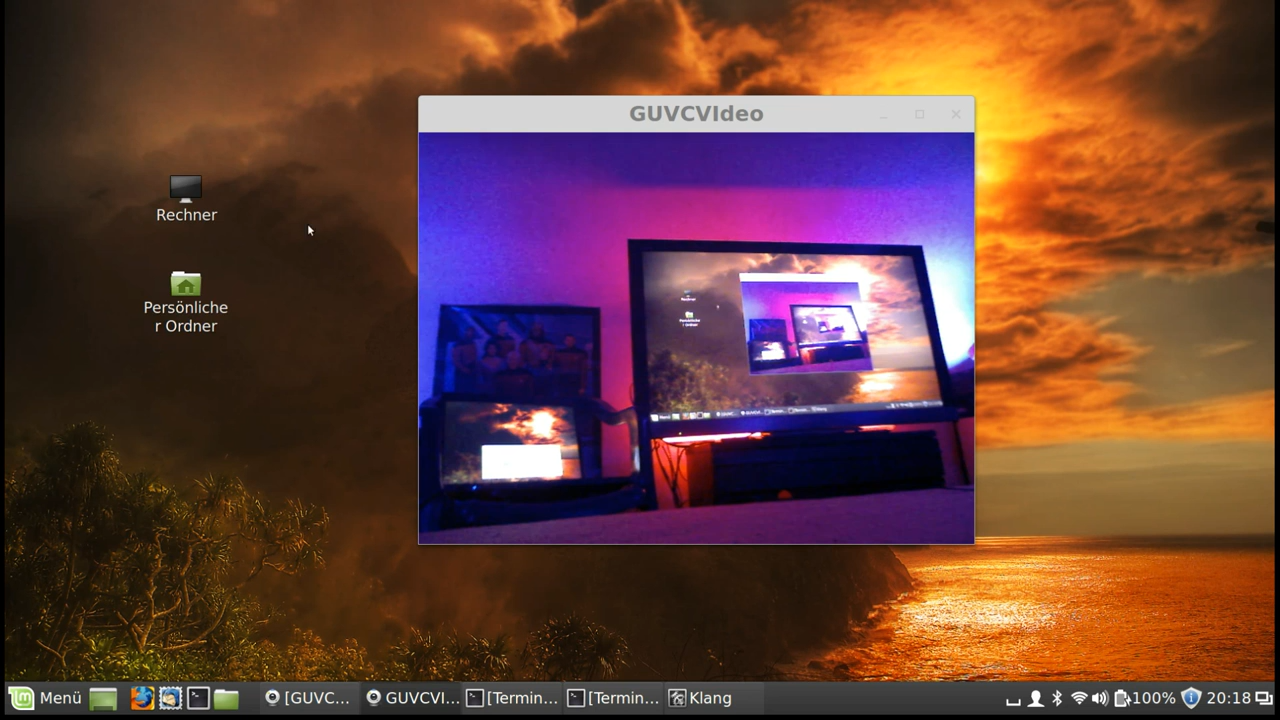 GUVCVIdeo
Rechner
Persönliche
r Ordner
Menü
[GUVC...
GUVCVI...
[Termin...
[Termin...
Klang
100%
20:18